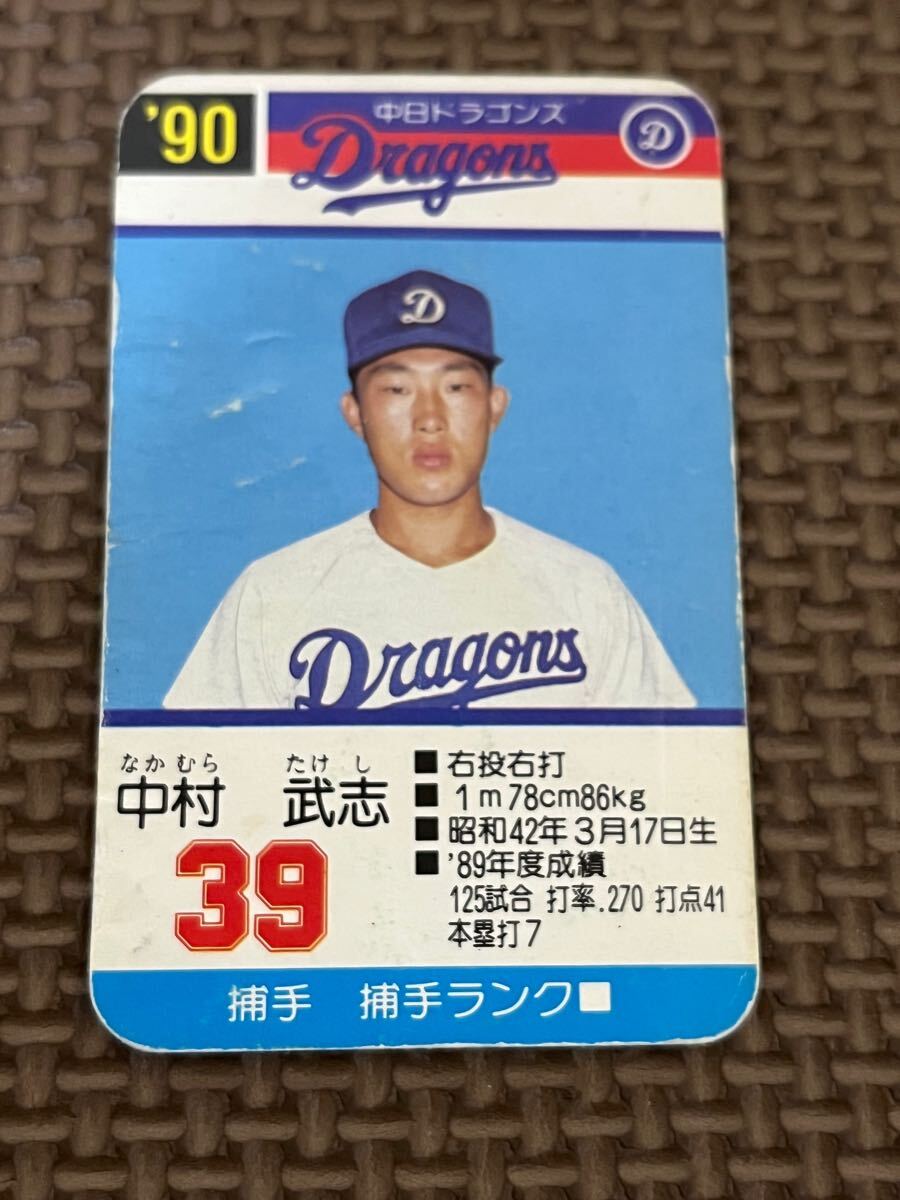 '90
中日ドラゴンズ
Dragons
D
D
Dragons
なかむら たけし
中村 武志
39
■ 右投右打
■ 1m78cm86kg
■ 昭和42年3月17日生
■ '89年度成績
125試合 打率.270 打点41
本塁打7
捕手 捕手ランク■